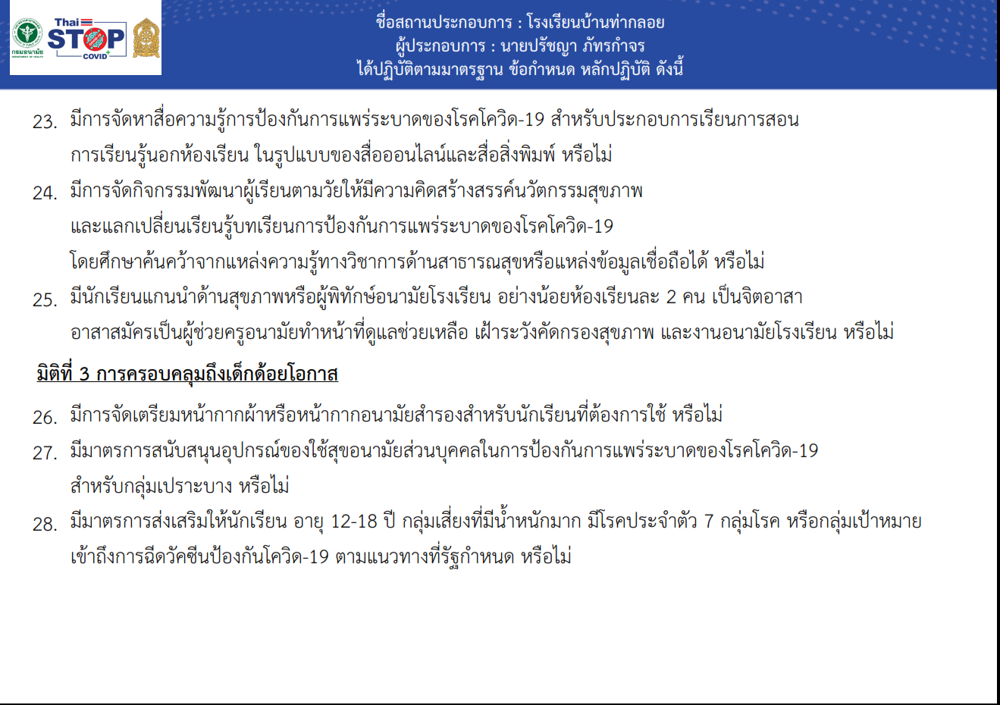 Thai
STOP
COVID
กรมอนามัย
DEPARTMENT OF HEALTH
ชื่อสถานประกอบการ : โรงเรียนบ้านท่ากลอย
ผู้ประกอบการ : นายปรัชญา ภัทรกำจร
ได้ปฏิบัติตามมาตรฐาน ข้อกำหนด หลักปฏิบัติ ดังนี้
23. มีการจัดหาสื่อความรู้การป้องกันการแพร่ระบาดของโรคโควิด-19 สำหรับประกอบการเรียนการสอน
การเรียนรู้นอกห้องเรียน ในรูปแบบของสื่อออนไลน์และสื่อสิ่งพิมพ์ หรือไม่
24. มีการจัดกิจกรรมพัฒนาผู้เรียนตามวัยให้มีความคิดสร้างสรรค์นวัตกรรมสุขภาพ
และแลกเปลี่ยนเรียนรู้บทเรียนการป้องกันการแพร่ระบาดของโรคโควิด-19
โดยศึกษาค้นคว้าจากแหล่งความรู้ทางวิชาการด้านสาธารณสุขหรือแหล่งข้อมูลเชื่อถือได้ หรือไม่
25. มีนักเรียนแกนนำด้านสุขภาพหรือผู้พิทักษ์อนามัยโรงเรียน อย่างน้อยห้องเรียนละ 2 คน เป็นจิตอาสา
อาสาสมัครเป็นผู้ช่วยครูอนามัยทำหน้าที่ดูแลช่วยเหลือ เฝ้าระวังคัดกรองสุขภาพ และงานอนามัยโรงเรียน หรือไม่
มิติที่ 3 การครอบคลุมถึงเด็กด้อยโอกาส
26. มีการจัดเตรียมหน้ากากผ้าหรือหน้ากากอนามัยสำรองสำหรับนักเรียนที่ต้องการใช้ หรือไม่
27. มีมาตรการสนับสนุนอุปกรณ์ของใช้สุขอนามัยส่วนบุคคลในการป้องกันการแพร่ระบาดของโรคโควิด-19
สำหรับกลุ่มเปราะบาง หรือไม่
28. มีมาตรการส่งเสริมให้นักเรียน อายุ 12-18 ปี กลุ่มเสี่ยงที่มีน้ำหนักมาก มีโรคประจำตัว 7 กลุ่มโรค หรือกลุ่มเป้าหมาย
เข้าถึงการฉีดวัคซีนป้องกันโควิด-19 ตามแนวทางที่รัฐกำหนด หรือไม่